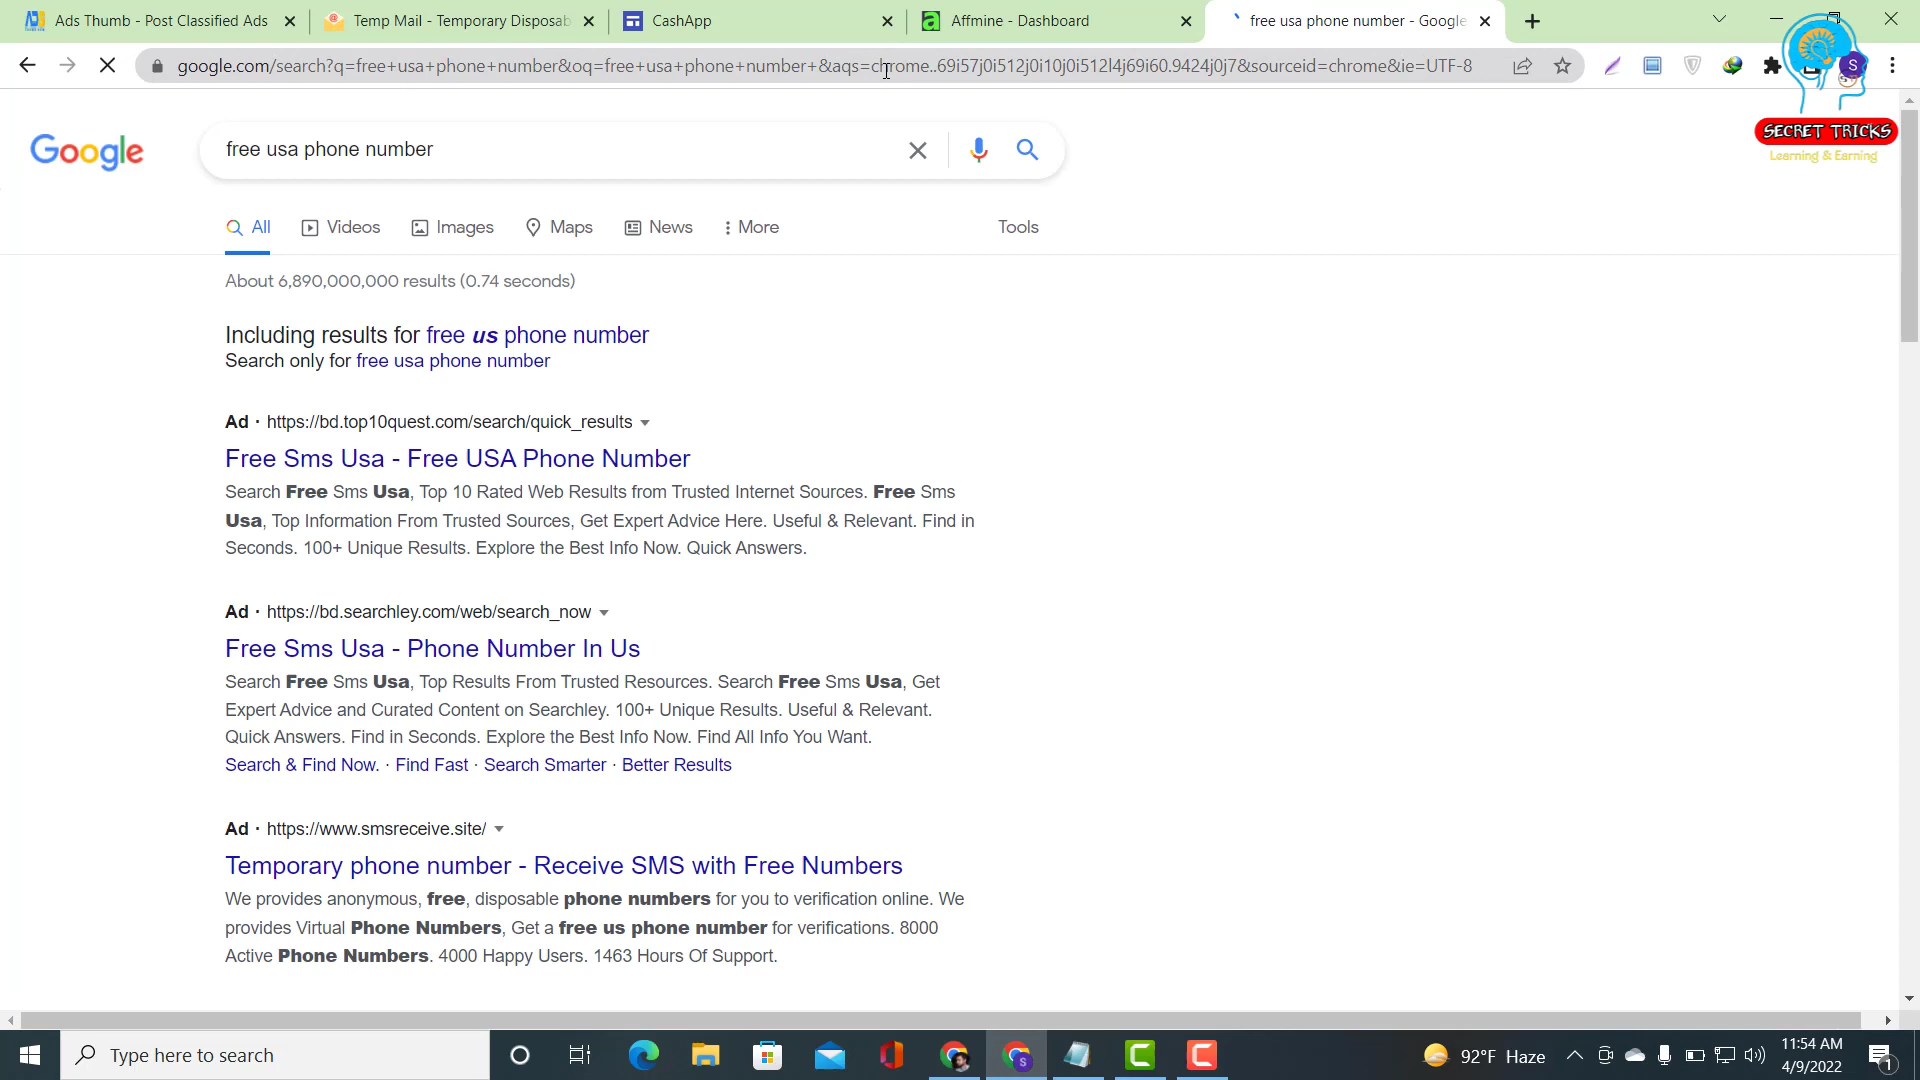 Ads Thumb - Post Classified Ads
Temp Mail - Temporary Disposab
CashApp
Affmine - Dashboard
free usa phone number - Google
google.com/search?q=free+usa+phone+number&oq=free+usa+phone+number+&aqs=chrome..69i57j0i512j0i10j0i512l4j69i60.9424j0j7&sourceid=chrome&ie=UTF-8
S
SECRET TRICKS
Learning & Earning
Google
free usa phone number
All
Videos
Images
Maps
News
More
Tools
About 6,890,000,000 results (0.74 seconds)
Including results for free us phone number
Search only for free usa phone number
Ad · https://bd.top10quest.com/search/quick_results
Free Sms Usa - Free USA Phone Number
Search Free Sms Usa, Top 10 Rated Web Results from Trusted Internet Sources. Free Sms
Usa, Top Information From Trusted Sources, Get Expert Advice Here. Useful & Relevant. Find in
Seconds. 100+ Unique Results. Explore the Best Info Now. Quick Answers.
Ad · https://bd.searchley.com/web/search_now
Free Sms Usa - Phone Number In Us
Search Free Sms Usa, Top Results From Trusted Resources. Search Free Sms Usa, Get
Expert Advice and Curated Content on Searchley. 100+ Unique Results. Useful & Relevant.
Quick Answers. Find in Seconds. Explore the Best Info Now. Find All Info You Want.
Search & Find Now. · Find Fast · Search Smarter · Better Results
Ad · https://www.smsreceive.site/
Temporary phone number - Receive SMS with Free Numbers
We provides anonymous, free, disposable phone numbers for you to verification online. We
provides Virtual Phone Numbers, Get a free us phone number for verifications. 8000
Active Phone Numbers. 4000 Happy Users. 1463 Hours Of Support.
Type here to search
S
92°F Haze
11:54 AM
4/9/2022
1